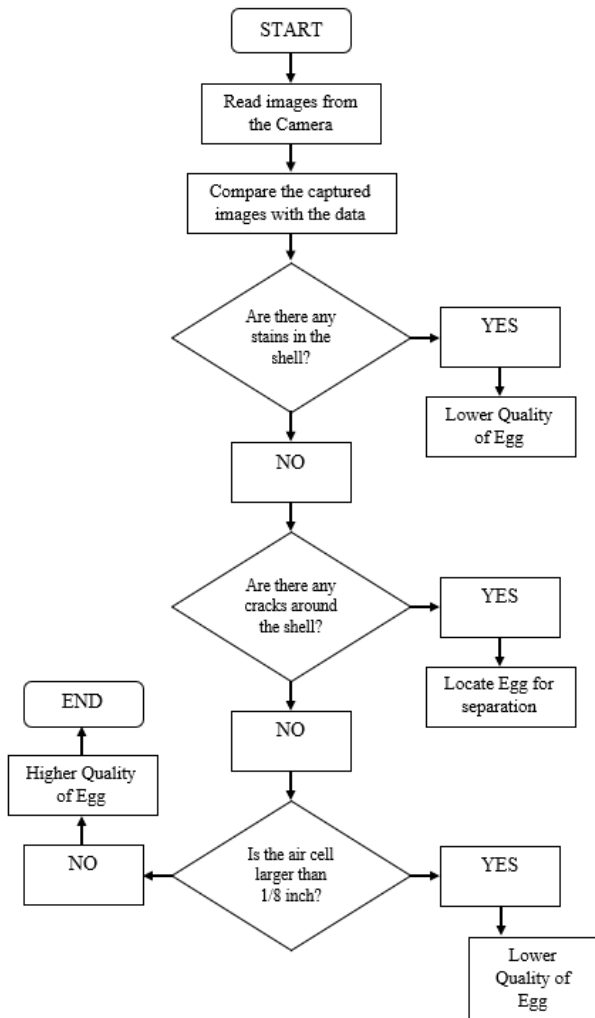 START
Read images from
the Camera
Compare the captured
images with the data
Are there any
stains in the
shell?
YES
Lower Quality
of Egg
NO
Are there any
cracks around
the shell?
YES
Locate Egg for
separation
NO
END
Higher Quality
of Egg
NO
Is the air cell
larger than
1/8 inch?
YES
Lower
Quality of
Egg